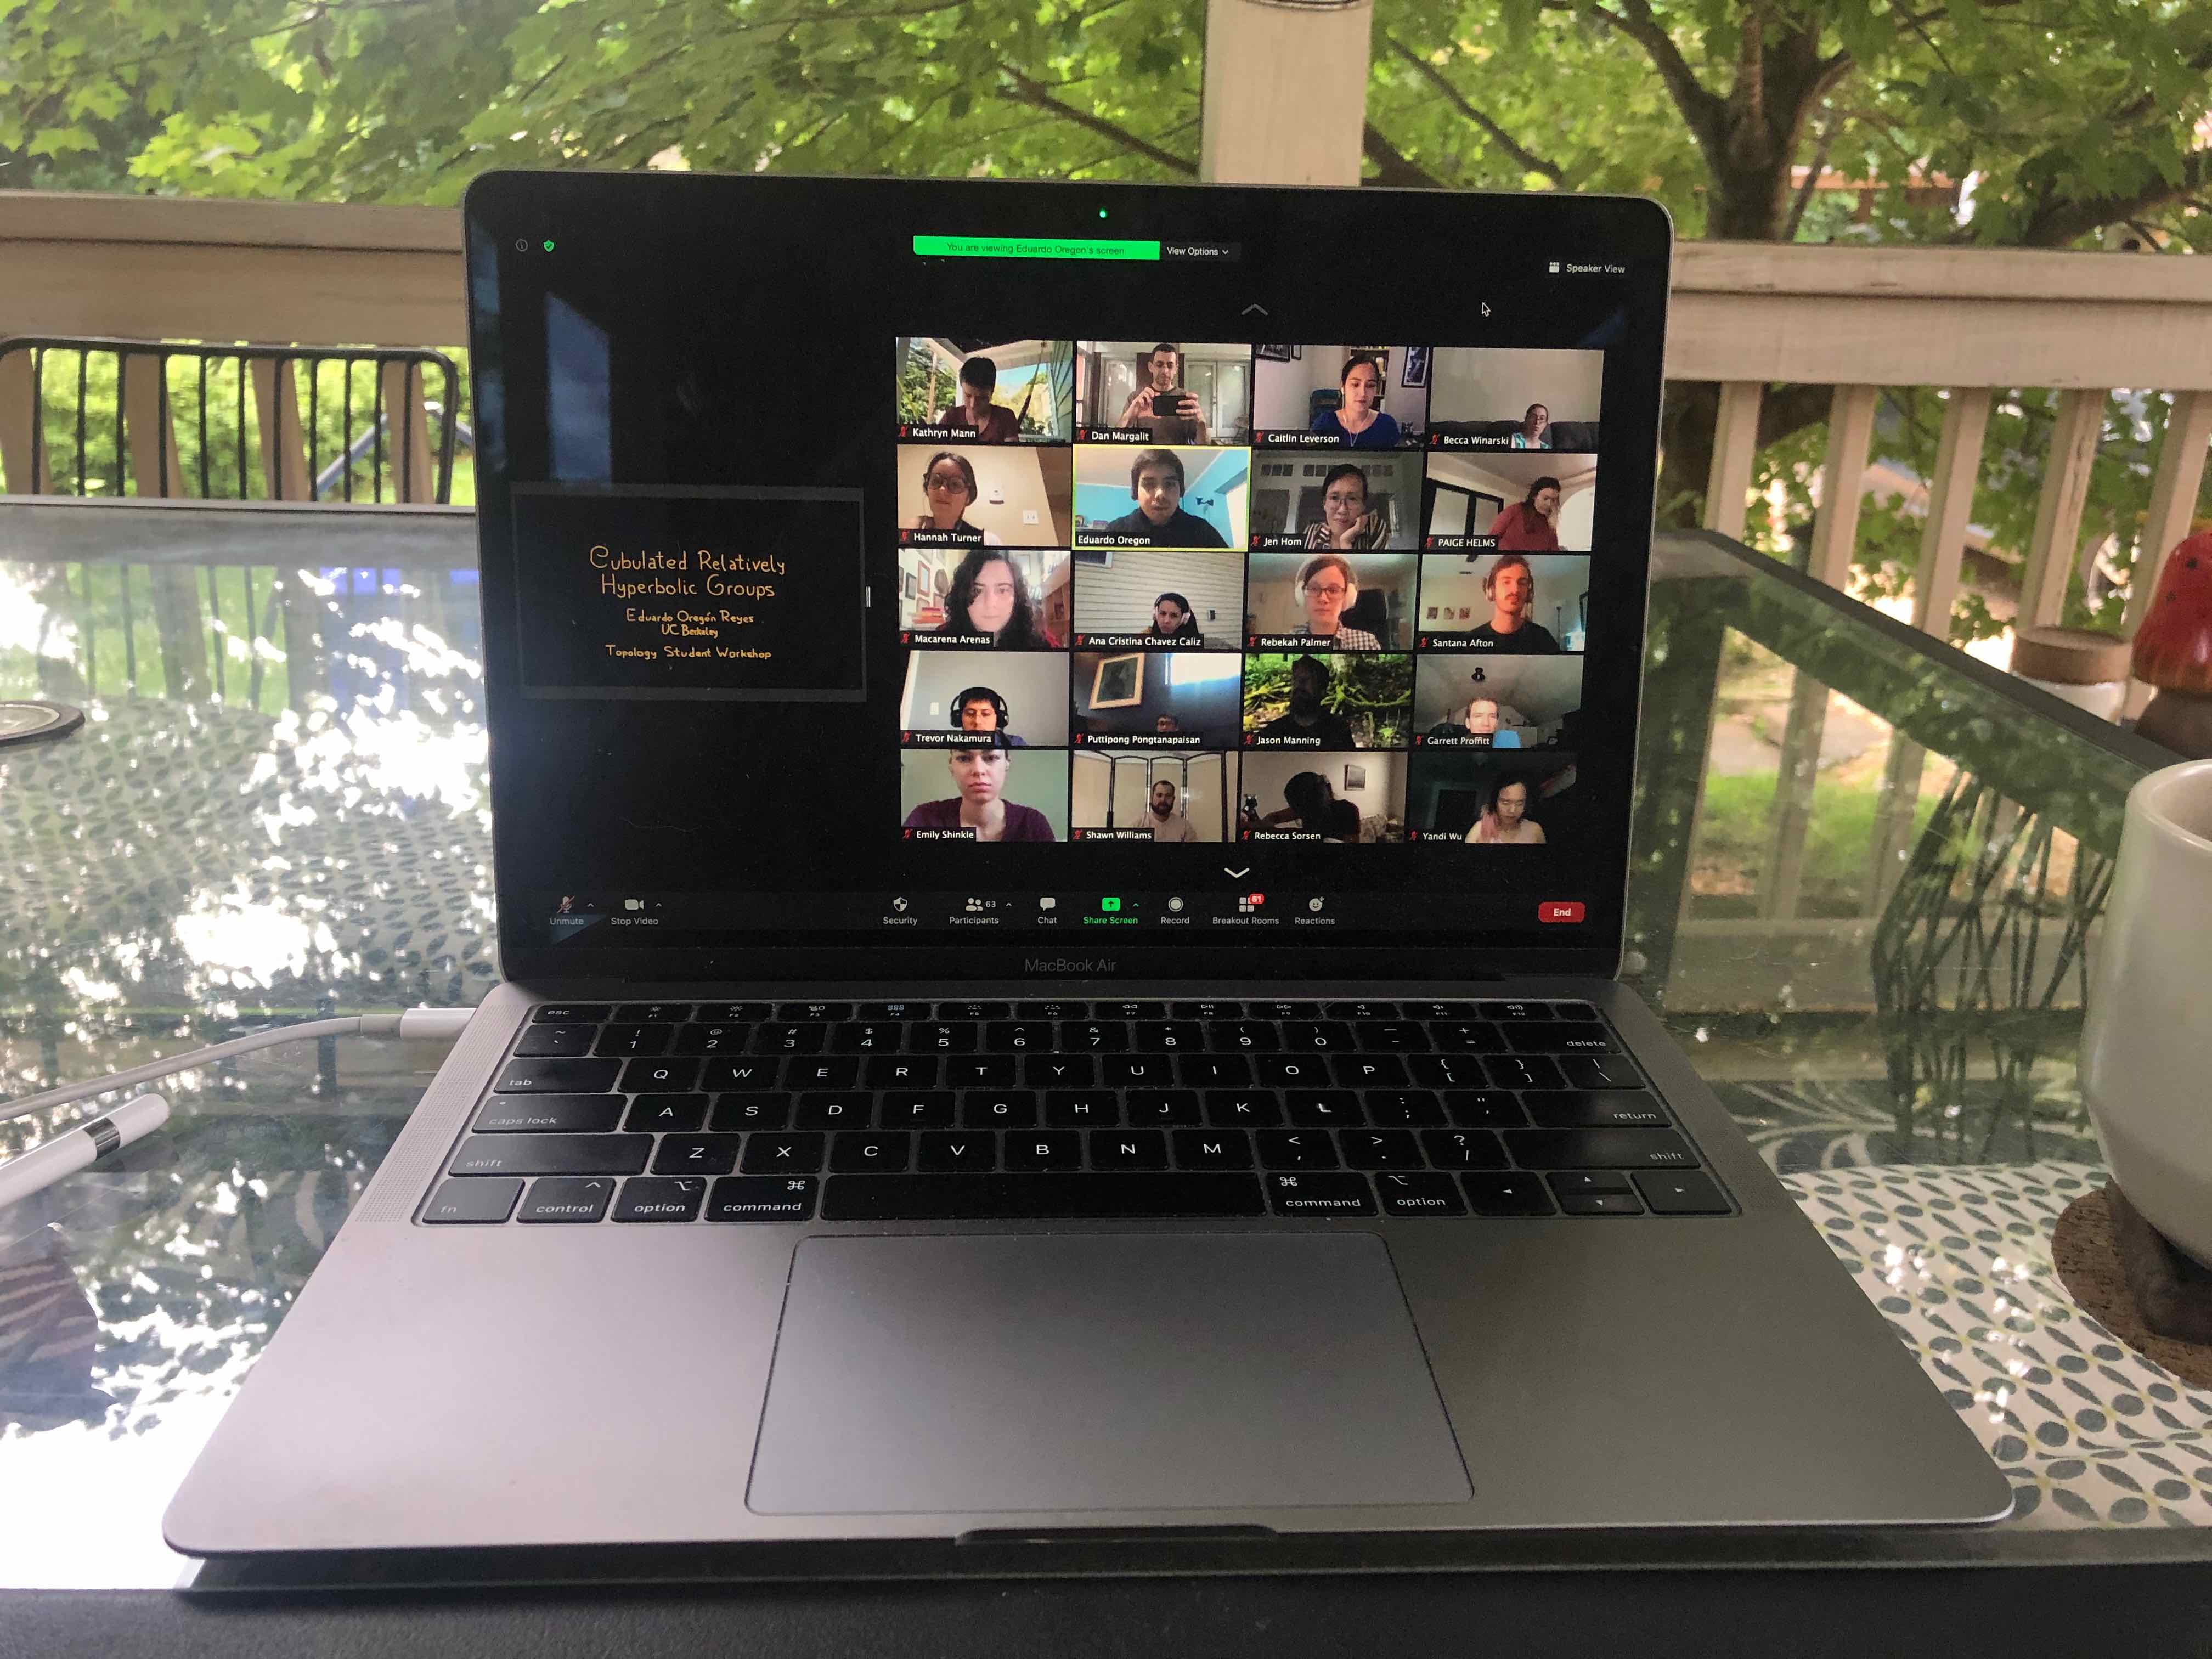 You are viewing Eduardo Oregon's screen
View Options
Speaker View
Kathryn Mann
Dan Margalit
Caitlin Leverson
Becca Winarski
Hannah Turner
Eduardo Oregon
Jen Hom
PAIGE HELMS
Cubulated Relatively
Hyperbolic Groups
Eduardo Oregón Reyes
UC Berkeley
Topology Student Workshop
Macarena Arenas
Ana Cristina Chavez Caliz
Rebekah Palmer
Santana Afton
Trevor Nakamura
Puttipong Pongtanapaisan
Jason Manning
Garrett Proffitt
Emily Shinkle
Shawn Williams
Rebecca Sorsen
Yandi Wu
Unmute
Stop Video
Security
63
Participants
Chat
Share Screen
Record
61
Breakout Rooms
Reactions
End
MacBook Air
esc
~ ! @ # $ % ^ & * ( ) — +
` 1 2 3 4 5 6 7 8 9 0 - = delete
tab Q W E R T Y U I O P { [ } ] | \
caps lock A S D F G H J K L : ; " ' return
shift Z X C V B N M < , > . ? / shift
fn control option command command option